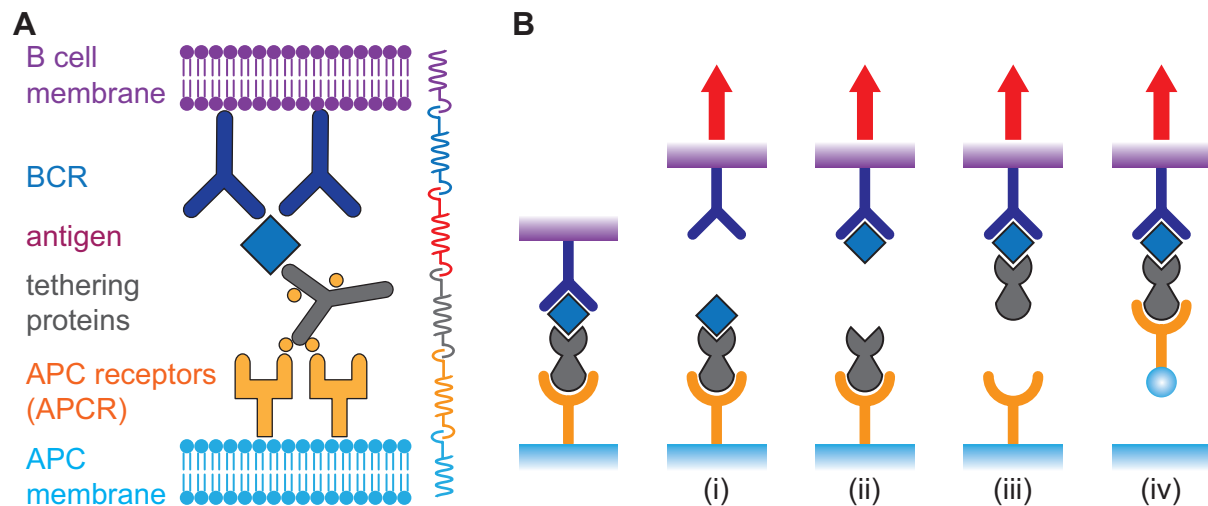 A
B cell
membrane
BCR
antigen
tethering
proteins
APC receptors
(APCR)
APC
membrane
B
(i)
(ii)
(iii)
(iv)